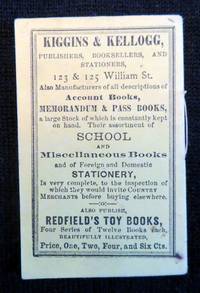 KIGGINS & KELLOGG,
PUBLISHERS, BOOKSELLERS, AND
STATIONERS,
123 & 125 William St.
Also Manufacturers of all descriptions of
Account Books,
MEMORANDUM & PASS BOOKS,
a large Stock of which is constantly kept
on hand. Their assortment of
SCHOOL
AND
Miscellaneous Books
and of Foreign and Domestic
STATIONERY,
Is very complete, to the inspection of
which they would invite COUNTRY
MERCHANTS before buying elsewhere.
ALSO PUBLISH,
REDFIELD'S TOY BOOKS,
Four Series of Twelve Books each,
BEAUTIFULLY ILLUSTRATED,
Price, One, Two, Four, and Six Cts.